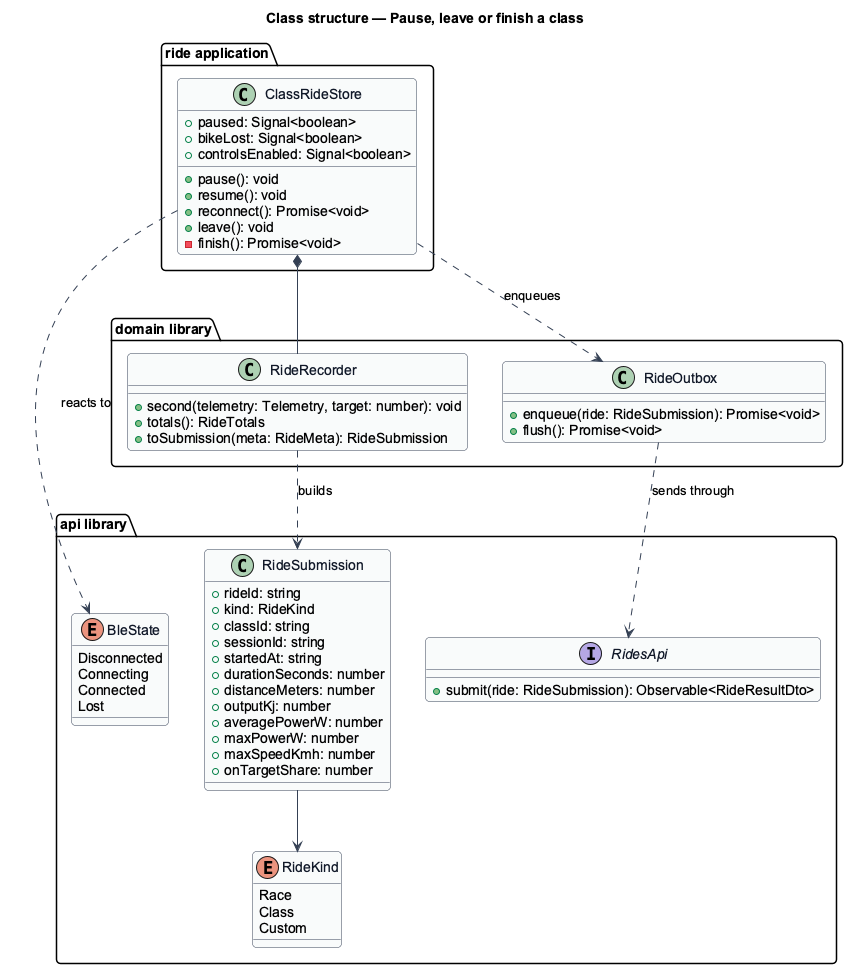 Class structure — Pause, leave or finish a class
ride application
C ClassRideStore
paused: Signal<boolean>
bikeLost: Signal<boolean>
controlsEnabled: Signal<boolean>
pause(): void
resume(): void
reconnect(): Promise<void>
leave(): void
finish(): Promise<void>
enqueues
reacts to
domain library
C RideRecorder
second(telemetry: Telemetry, target: number): void
totals(): RideTotals
toSubmission(meta: RideMeta): RideSubmission
C RideOutbox
enqueue(ride: RideSubmission): Promise<void>
flush(): Promise<void>
builds
sends through
api library
E BleState
Disconnected
Connecting
Connected
Lost
C RideSubmission
rideId: string
kind: RideKind
classId: string
sessionId: string
startedAt: string
durationSeconds: number
distanceMeters: number
outputKj: number
averagePowerW: number
maxPowerW: number
maxSpeedKmh: number
onTargetShare: number
I RidesApi
submit(ride: RideSubmission): Observable<RideResultDto>
E RideKind
Race
Class
Custom